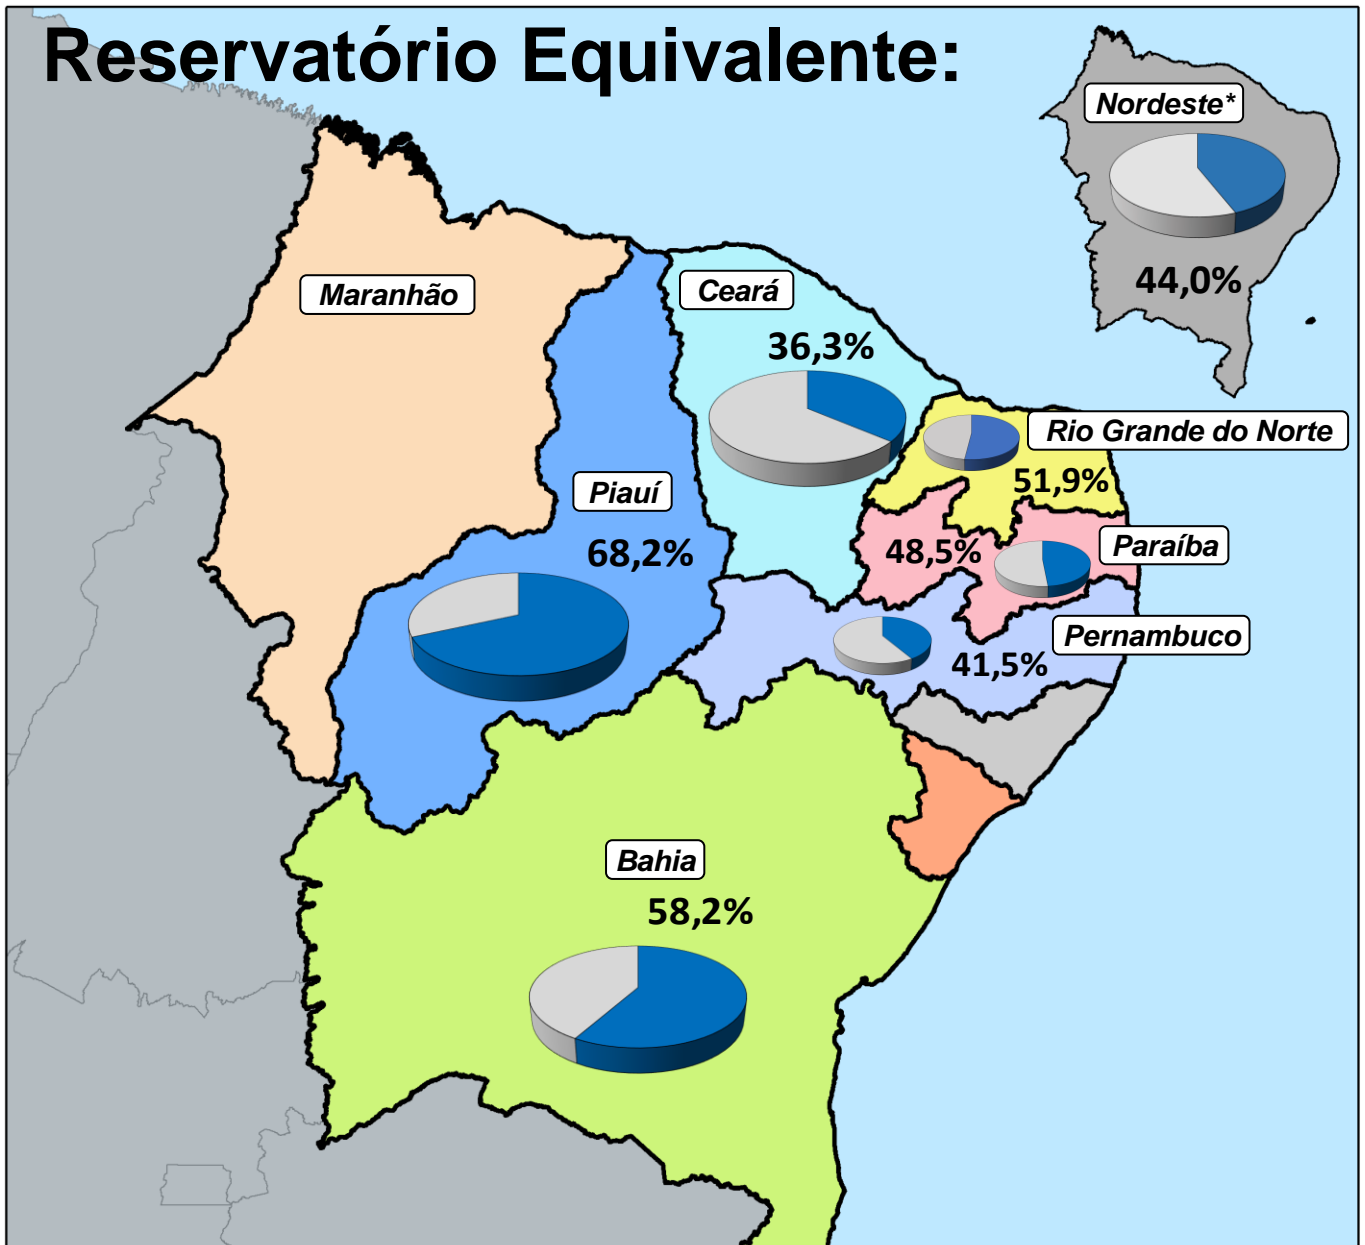 Reservatório Equivalente:
Nordeste*
44,0%
Maranhão
Ceará
36,3%
Rio Grande do Norte
51,9%
Piauí
68,2%
48,5%
Paraíba
Pernambuco
41,5%
Bahia
58,2%